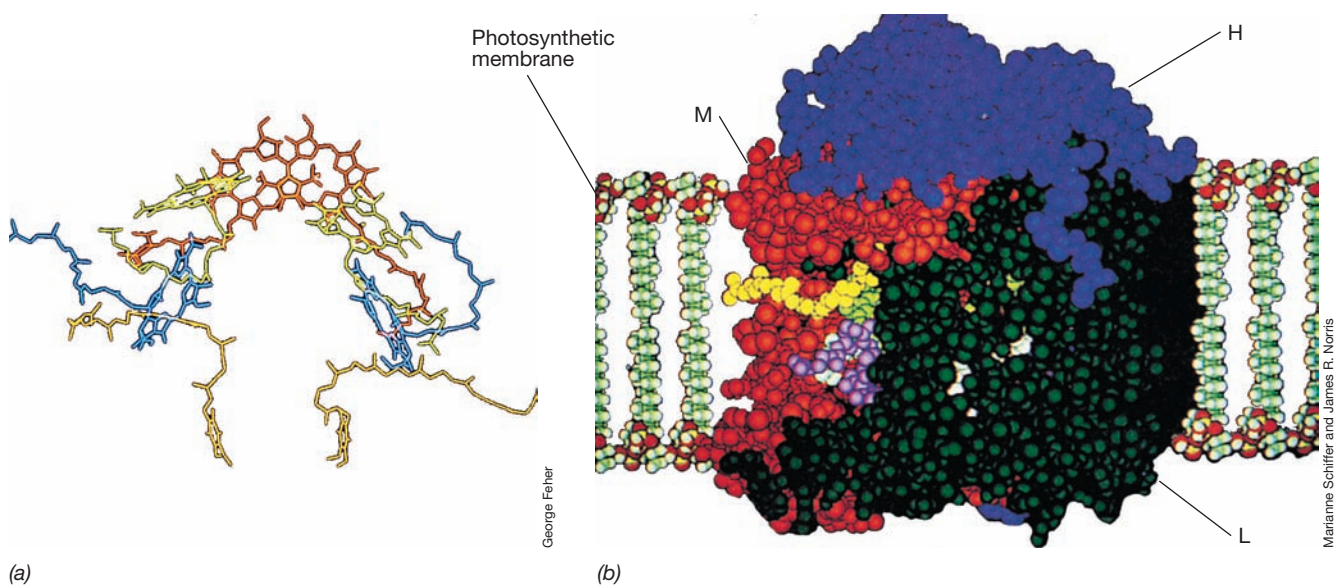 Photosynthetic
membrane
H
M
L
George Feher
Marianne Schiffer and James R. Norris
(a)
(b)